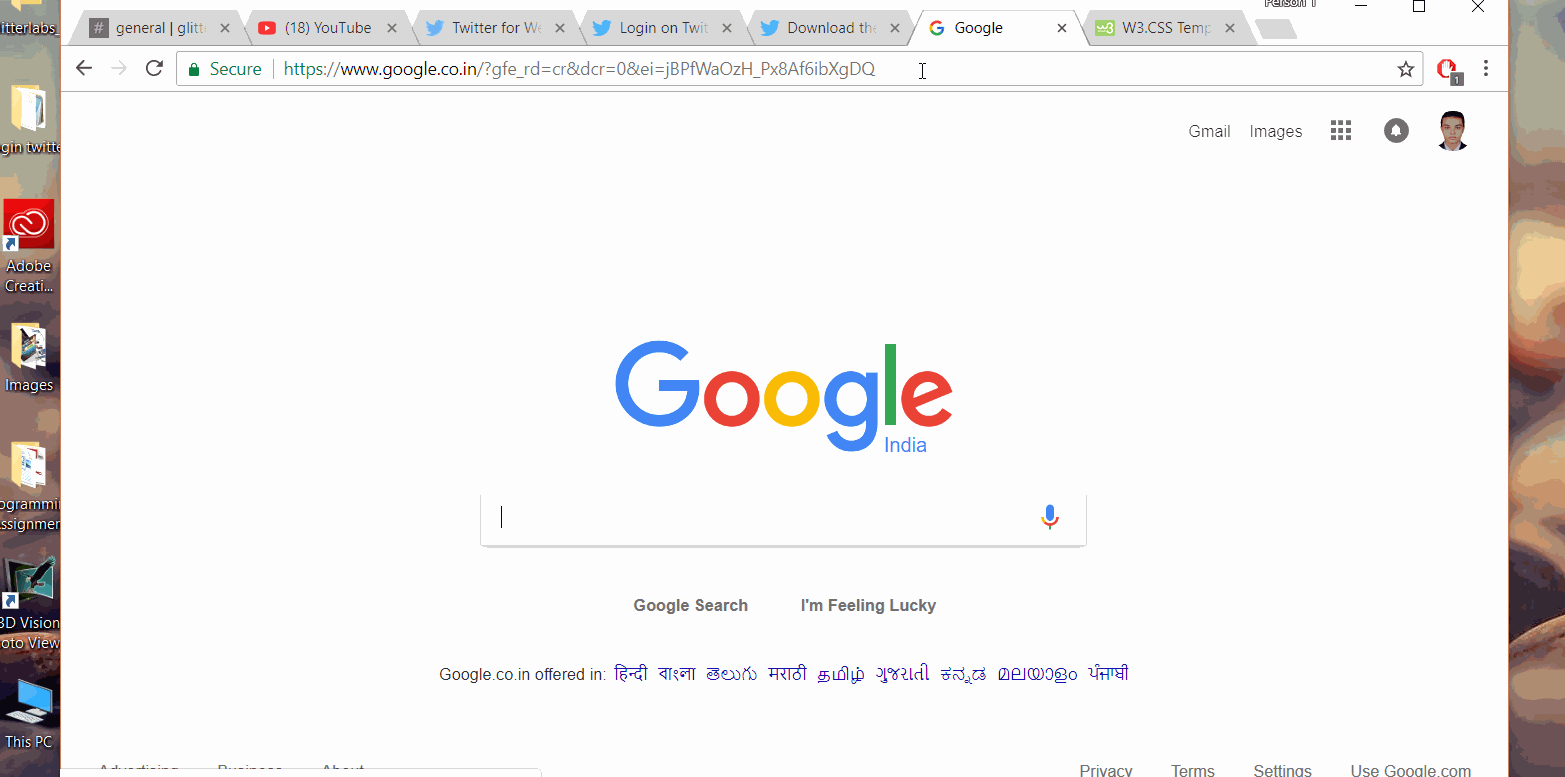 Person 1
general | glitt
(18) YouTube
Twitter for We
Login on Twit
Download the
Google
W3.CSS Temp
Secure
https://www.google.co.in/?gfe_rd=cr&dcr=0&ei=jBPfWaOzH_Px8Af6ibXgDQ
1
Gmail Images
Google
India
Google Search I'm Feeling Lucky
Google.co.in offered in: हिन्दी বাংলা తెలుగు मराठी தமிழ் ગુજરાતી ಕನ್ನಡ മലയാളം ਪੰਜਾਬੀ
Advertising Business About
Privacy Terms Settings Use Google.com
itterlabs_
gin twitte
Adobe
Creati...
Images
ogrammi
ssignmen
3D Vision
oto View
This PC